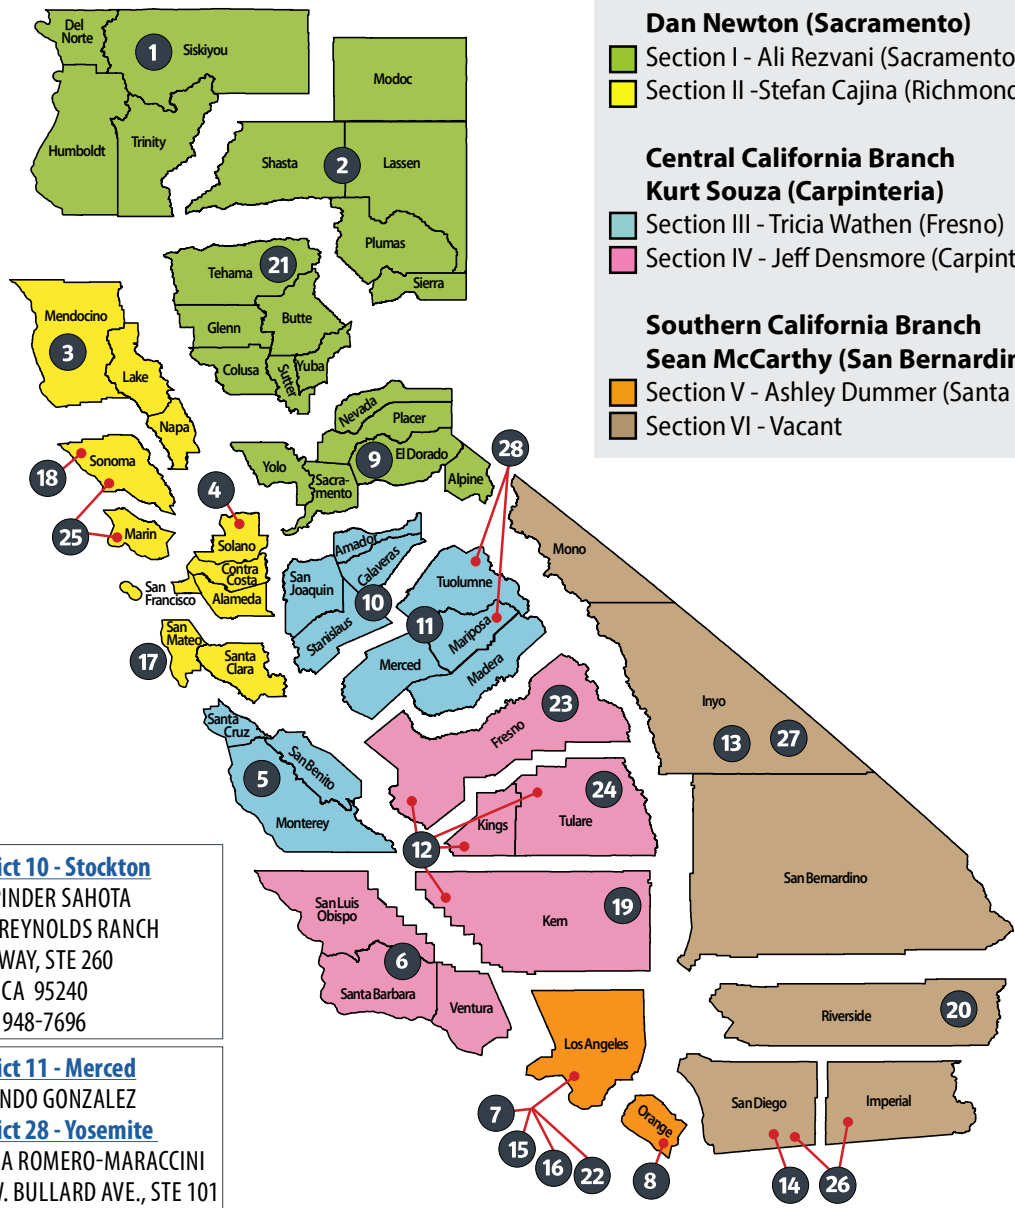 Dan Newton (Sacramento)
Section I - Ali Rezvani (Sacramento
Section II -Stefan Cajina (Richmond
Central California Branch
Kurt Souza (Carpinteria)
Section III - Tricia Wathen (Fresno)
Section IV - Jeff Densmore (Carpint
Southern California Branch
Sean McCarthy (San Bernardin
Section V - Ashley Dummer (Santa
Section VI - Vacant
Del
Norte
1
Siskiyou
Modoc
Humboldt
Trinity
Shasta
2
Lassen
Plumas
Sierra
Tehama
21
Glenn
Butte
Colusa
Sutter
Yuba
Mendocino
3
Lake
Napa
Nevada
Placer
9
El Dorado
Yolo
Sacra-
mento
Alpine
28
18
Sonoma
4
25
Marin
Solano
Contra
Costa
San
Francisco
Alameda
San
Mateo
17
Santa
Clara
Amador
Calaveras
San
Joaquin
10
Stanislaus
Tuolumne
11
Mariposa
Merced
Madera
Mono
Inyo
13
27
23
Fresno
Santa
Cruz
San Benito
5
Monterey
24
Kings
Tulare
12
San Bernardino
San Luis
Obispo
Kern
19
6
Santa Barbara
Ventura
Los Angeles
Riverside
20
7
15
16
22
Orange
8
San Diego
Imperial
14
26
ict 10 - Stockton
PINDER SAHOTA
REYNOLDS RANCH
WAY, STE 260
CA 95240
948-7696
ict 11 - Merced
NDO GONZALEZ
ict 28 - Yosemite
A ROMERO-MARACCINI
W. BULLARD AVE., STE 101